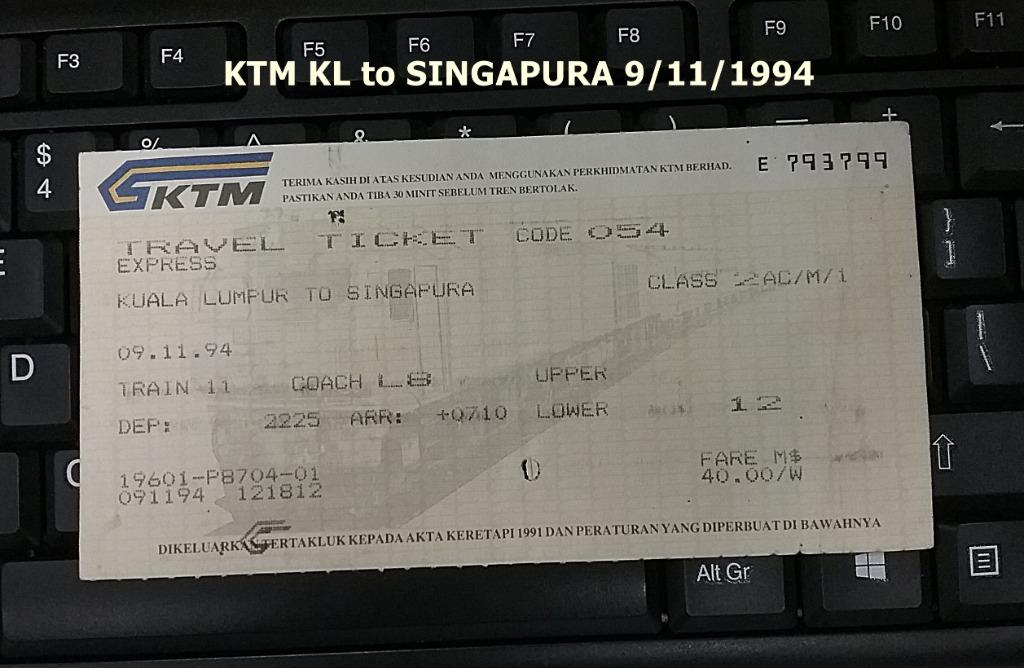 F3 F4 F5 F6 F7 F8 F9 F10 F11
KTM KL to SINGAPURA 9/11/1994
$ % ^ & * ( ) — + ←
4
KTM
TERIMA KASIH DI ATAS KESUDIAN ANDA MENGGUNAKAN PERKHIDMATAN KTM BERHAD.
PASTIKAN ANDA TIBA 30 MINIT SEBELUM TREN BERTOLAK.
E 793799
TRAVEL TICKET CODE 054
EXPRESS
KUALA LUMPUR TO SINGAPURA
CLASS 2AC/M/1
09.11.94
TRAIN 11 COACH L8 UPPER
DEP: 2225 ARR: +0710 LOWER 12
19601-P8704-01
091194 121812
FARE M$
40.00/W
DIKELUARKAN TERTAKLUK KEPADA AKTA KERETAPI 1991 DAN PERATURAN YANG DIPERBUAT DI BAWAHNYA
}
]
|
\
D
Alt Gr